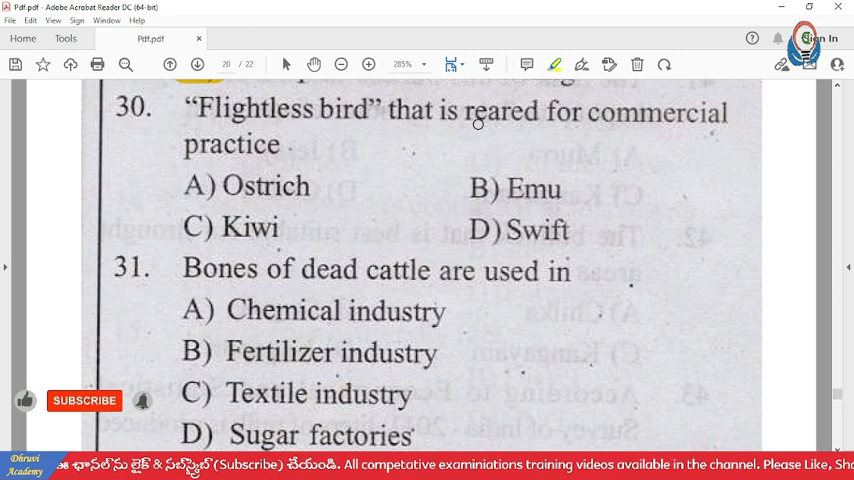 Pdf.pdf - Adobe Acrobat Reader DC (64-bit)
File Edit View Sign Window Help
Home Tools Pdf.pdf × Sign In
20 / 22 285%
30. “Flightless bird” that is reared for commercial
practice
A) Ostrich B) Emu
C) Kiwi D) Swift
31. Bones of dead cattle are used in
A) Chemical industry
B) Fertilizer industry
C) Textile industry
D) Sugar factories
SUBSCRIBE
Dhruvi
Academy
ఈ ఛానల్‌ను లైక్ & సబ్‌స్క్రైబ్ (Subscribe) చేయండి. All competative examiniations training videos available in the channel. Please Like, Sha